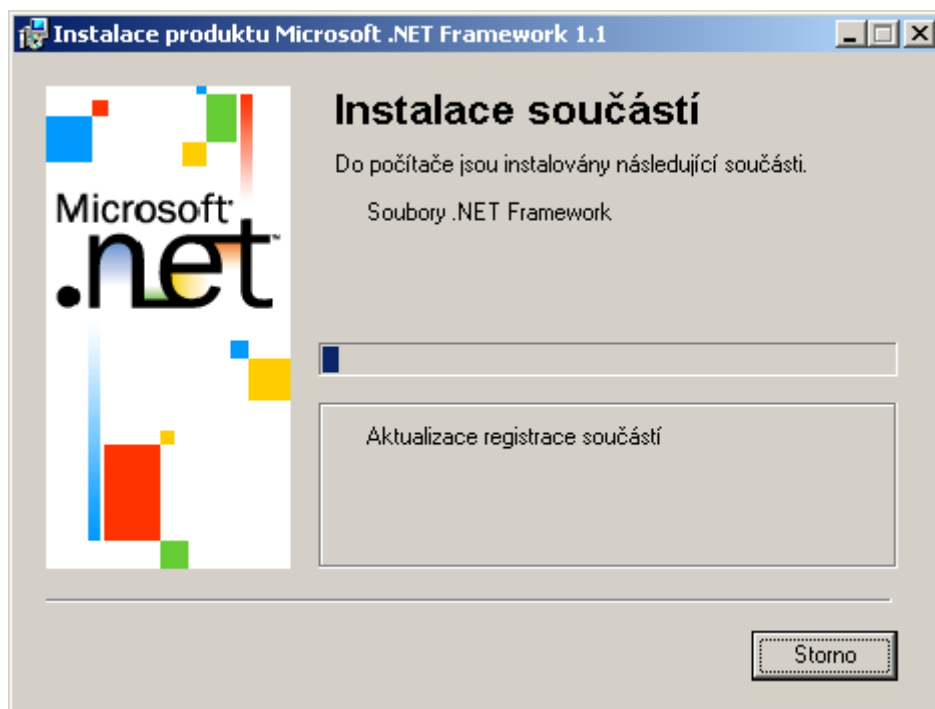 Instalace produktu Microsoft .NET Framework 1.1
Instalace součástí
Do počítače jsou instalovány následující součásti.
Soubory .NET Framework
Microsoft
.net™
Aktualizace registrace součástí
Storno